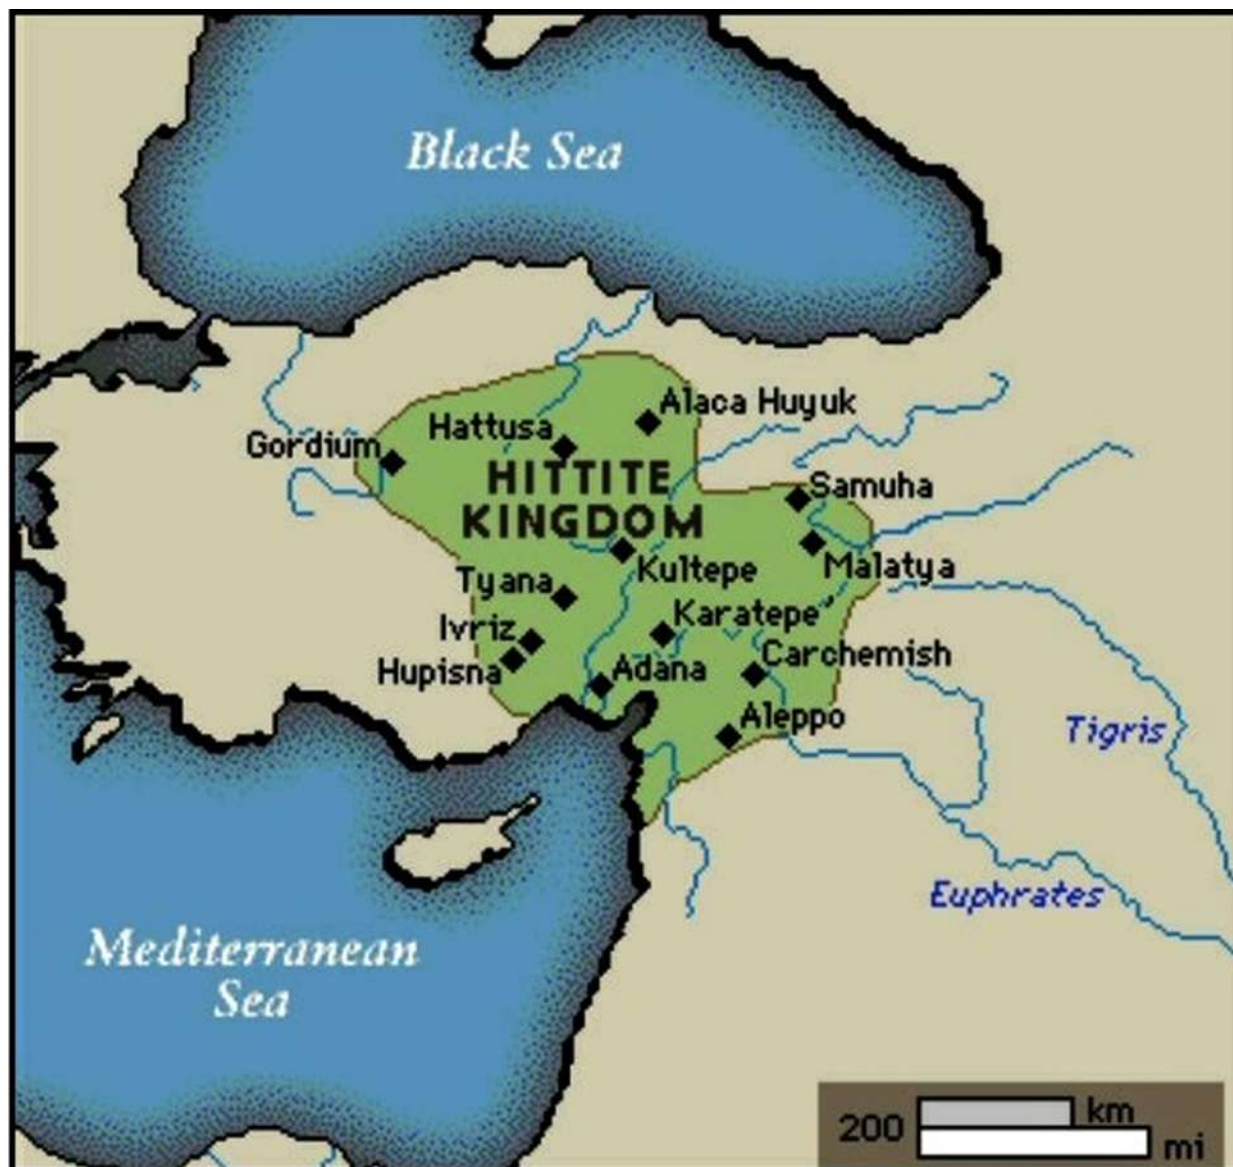 Black Sea
Alaca Huyuk
Hattusa
Gordium
HITTITE
KINGDOM
Samuha
Kultepe
Malatya
Tyana
Karatepe
Ivriz
Carchemish
Hupisna
Adana
Aleppo
Tigris
Euphrates
Mediterranean
Sea
200
km
mi